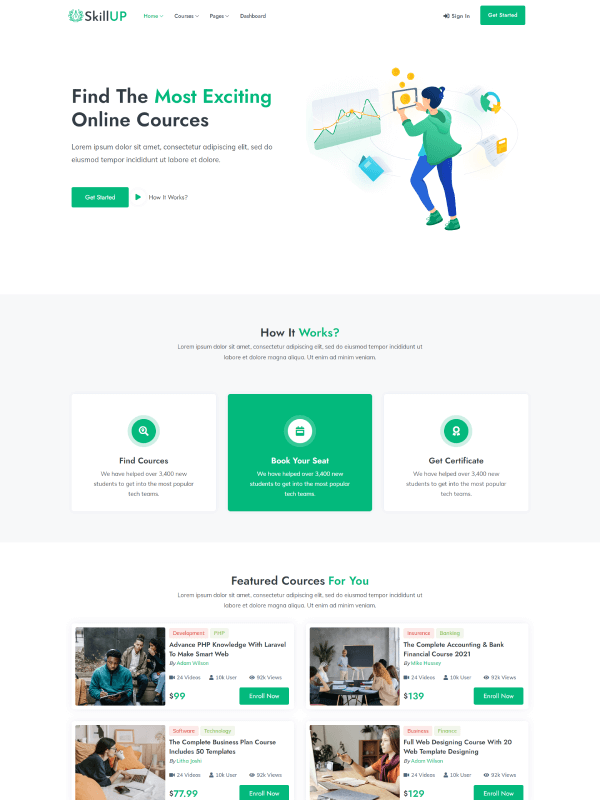 SkillUP
Home
Courses
Pages
Dashboard
Sign In
Get Started
Find The Most Exciting
Online Cources
Lorem ipsum dolor sit amet, consectetur adipiscing elit, sed do
eiusmod tempor incididunt ut labore et dolore.
Get Started
How It Works?
How It Works?
Lorem ipsum dolor sit amet, consectetur adipiscing elit, sed do eiusmod tempor incididunt ut
labore et dolore magna aliqua. Ut enim ad minim veniam.
Find Cources
We have helped over 3,400 new
students to get into the most popular
tech teams.
Book Your Seat
We have helped over 3,400 new
students to get into the most popular
tech teams.
Get Certificate
We have helped over 3,400 new
students to get into the most popular
tech teams.
Featured Cources For You
Lorem ipsum dolor sit amet, consectetur adipiscing elit, sed do eiusmod tempor incididunt ut
labore et dolore magna aliqua. Ut enim ad minim veniam.
Development PHP
Advance PHP Knowledge With Laravel
To Make Smart Web
By Adam Wilson
24 Videos 10k User 92k Views
$99
Enroll Now
Insurence Banking
The Complete Accounting & Bank
Financial Course 2021
By Mike Hussey
24 Videos 10k User 92k Views
$139
Enroll Now
Software Technology
The Complete Business Plan Course
Includes 50 Templates
By Litha Joshi
24 Videos 10k User 92k Views
$77.99
Enroll Now
Business Finance
Full Web Designing Course With 20
Web Template Designing
By Adam Wilson
24 Videos 10k User 92k Views
$129
Enroll Now